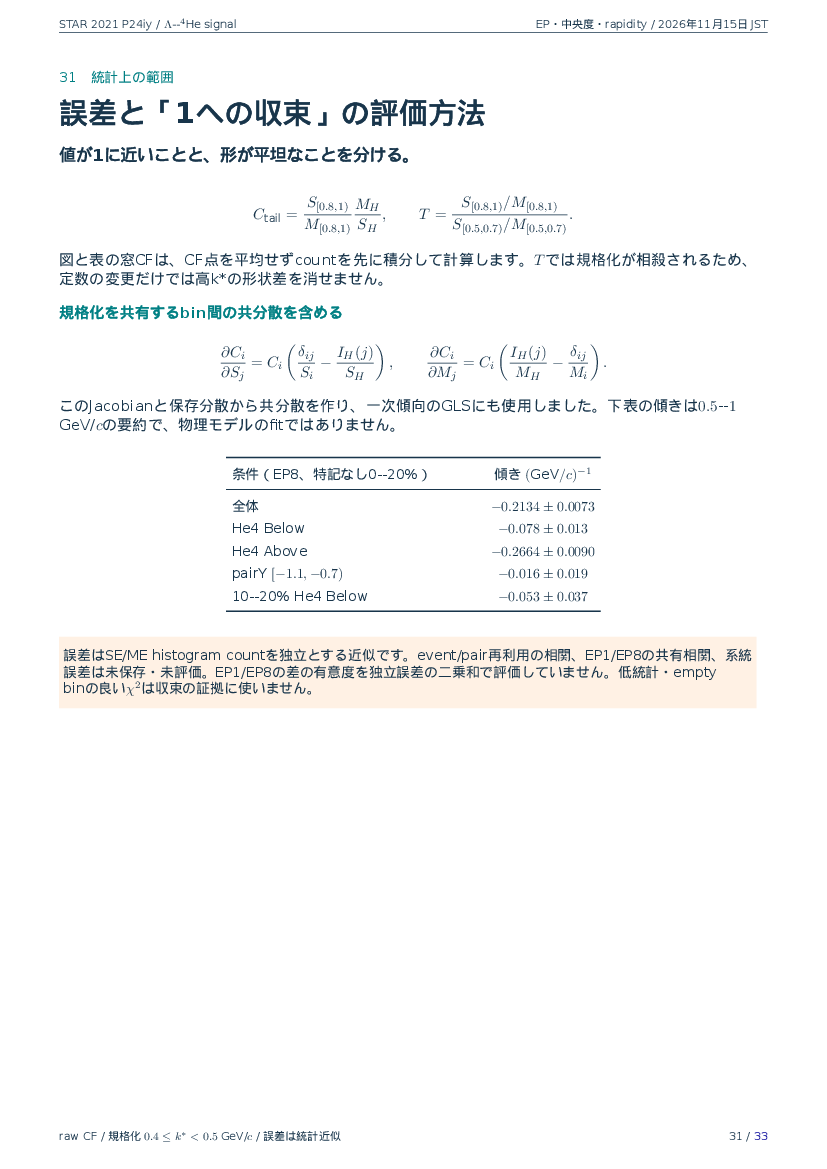 STAR 2021 P24iy / Λ--⁴He signal
EP・中央度・rapidity / 2026年11月15日 JST
31 統計上の範囲
誤差と「1への収束」の評価方法
値が1に近いことと、形が平坦なことを分ける。
C_tail = S_[0.8,1)/M_[0.8,1) M_H/S_H, T = (S_[0.8,1)/M_[0.8,1))/(S_[0.5,0.7)/M_[0.5,0.7)).
図と表の窓CFは、CF点を平均せずcountを先に積分して計算します。Tでは規格化が相殺されるため、
定数の変更だけでは高k*の形状差を消せません。
規格化を共有するbin間の共分散を含める
∂C_i/∂S_j = C_i (δ_ij/S_i − I_H(j)/S_H), ∂C_i/∂M_j = C_i (I_H(j)/M_H − δ_ij/M_i).
このJacobianと保存分散から共分散を作り、一次傾向のGLSにも使用しました。下表の傾きは0.5--1
GeV/cの要約で、物理モデルのfitではありません。
条件（EP8、特記なし0--20%） 傾き (GeV/c)⁻¹
全体 −0.2134 ± 0.0073
He4 Below −0.078 ± 0.013
He4 Above −0.2664 ± 0.0090
pairY [−1.1, −0.7) −0.016 ± 0.019
10--20% He4 Below −0.053 ± 0.037
誤差はSE/ME histogram countを独立とする近似です。event/pair再利用の相関、EP1/EP8の共有相関、系統
誤差は未保存・未評価。EP1/EP8の差の有意度を独立誤差の二乗和で評価していません。低統計・empty
binの良いχ²は収束の証拠に使いません。
raw CF / 規格化 0.4 ≤ k* < 0.5 GeV/c / 誤差は統計近似
31 / 33